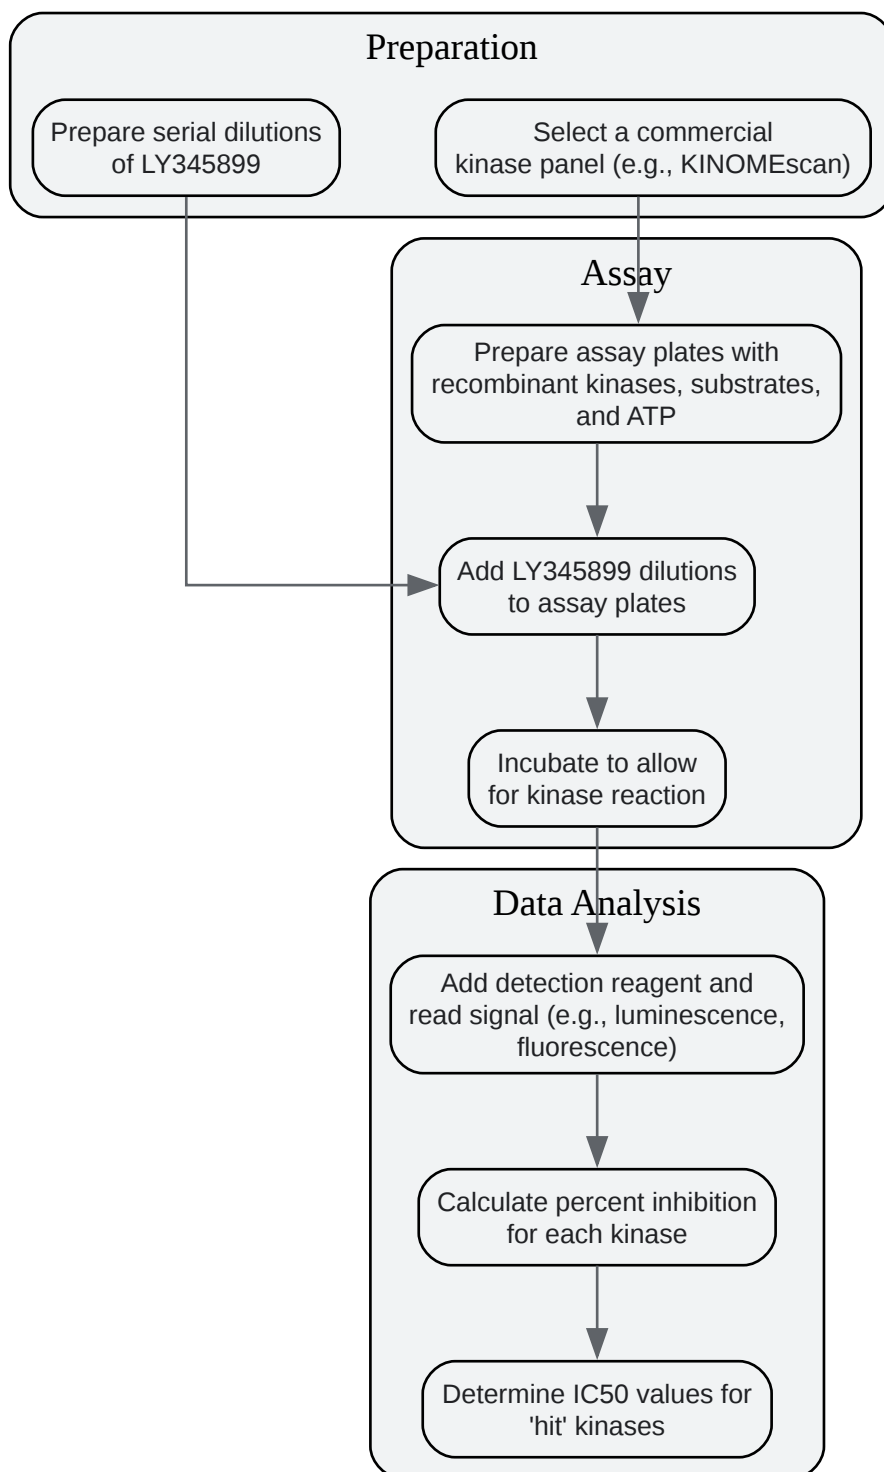 Preparation
Prepare serial dilutions
of LY345899
Select a commercial
kinase panel (e.g., KINOMEscan)
Assay
Prepare assay plates with
recombinant kinases, substrates,
and ATP
Add LY345899 dilutions
to assay plates
Incubate to allow
for kinase reaction
Data Analysis
Add detection reagent and
read signal (e.g., luminescence,
fluorescence)
Calculate percent inhibition
for each kinase
Determine IC50 values for
'hit' kinases